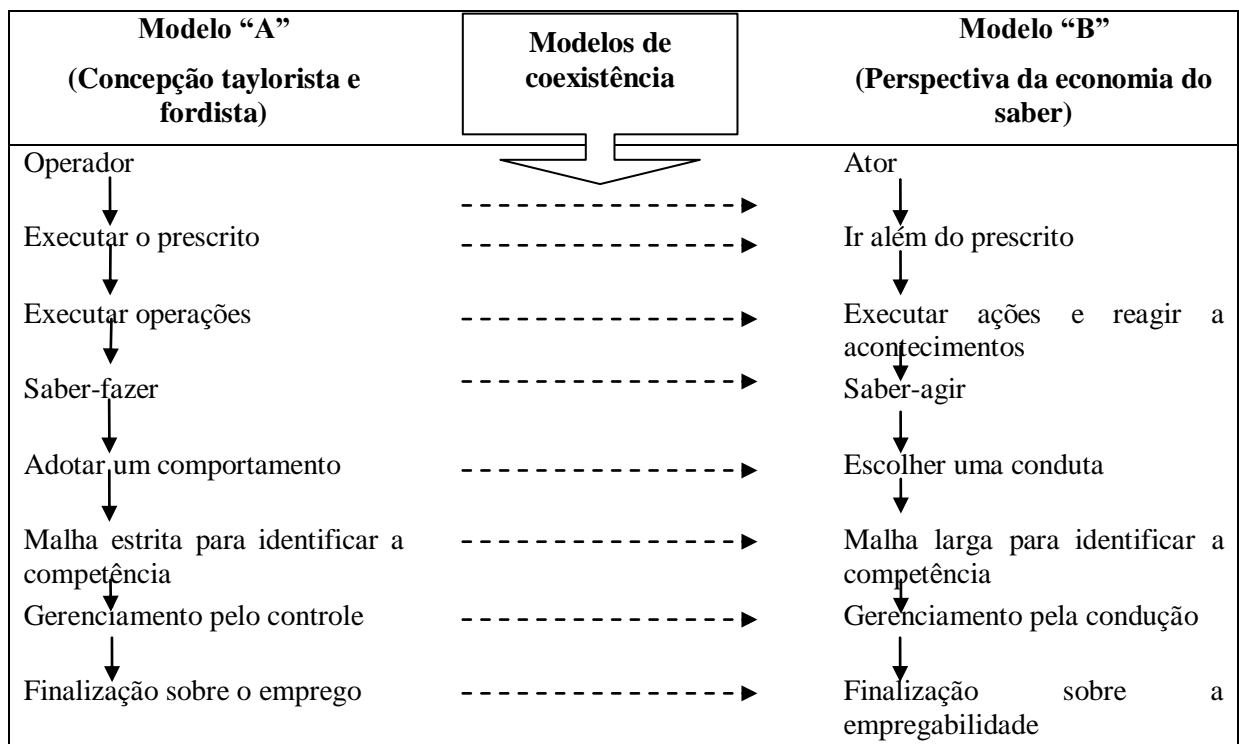 Modelo “A”
(Concepção taylorista e
fordista)
Modelos de
coexistência
Modelo “B”
(Perspectiva da economia do
saber)
Operador
Ator
Executar o prescrito
Ir além do prescrito
Executar operações
Executar ações e reagir a
acontecimentos
Saber-fazer
Saber-agir
Adotar um comportamento
Escolher uma conduta
Malha estrita para identificar a
competência
Malha larga para identificar a
competência
Gerenciamento pelo controle
Gerenciamento pela condução
Finalização sobre o emprego
Finalização sobre a
empregabilidade